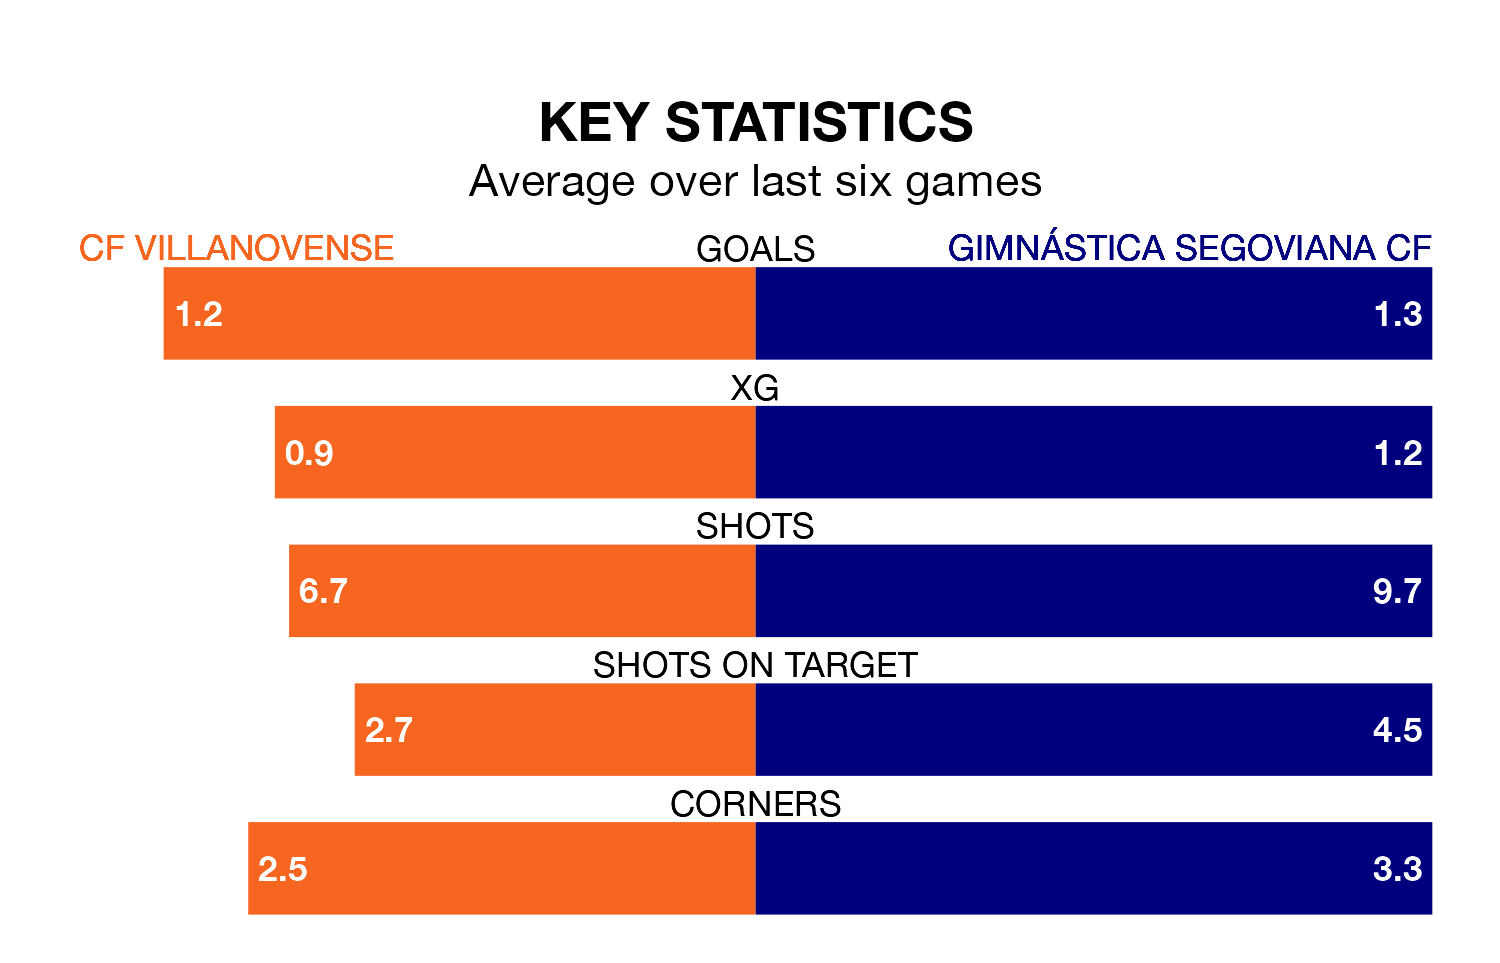 KEY STATISTICS
Average over last six games
CF VILLANOVENSE GOALS GIMNÁSTICA SEGOVIANA CF
1.2 1.3
XG
0.9 1.2
SHOTS
6.7 9.7
SHOTS ON TARGET
2.7 4.5
CORNERS
2.5 3.3